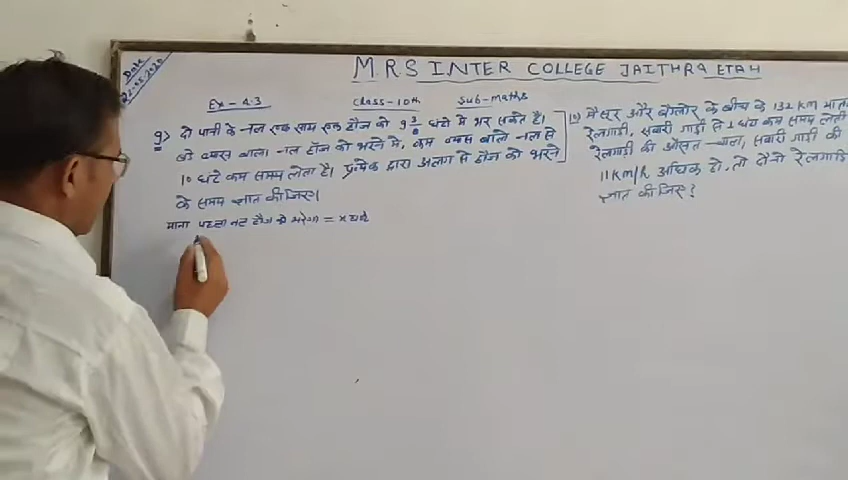 MRS INTER COLLEGE JAITHRA ETAH
Date
Ex-4.3 Class-10th Sub-maths
9> दो पानी के नल एक साथ एक हौज को 9 3/8 घंटो मे भर सकते है।
बडे व्यास वाला नल हौज को भरने मे, कम व्यास वाले नल से
10 घंटे कम समय लेता है। प्रत्येक द्वारा अलग से हौज को भरने
के समय ज्ञात कीजिए।
माना पहला नल हौज को भरेगा = x घंटे
10) मैसूर और बैंगलोर के बीच के 132 KM यात्रा
रेलगाडी, सवारी गाडी से 1 घंटा कम समय लेती
रेलगाडी की औसत चाल, सवारी गाडी की
11KM/h अधिक हो, तो दोनो रेलगाडि
ज्ञात कीजिए?